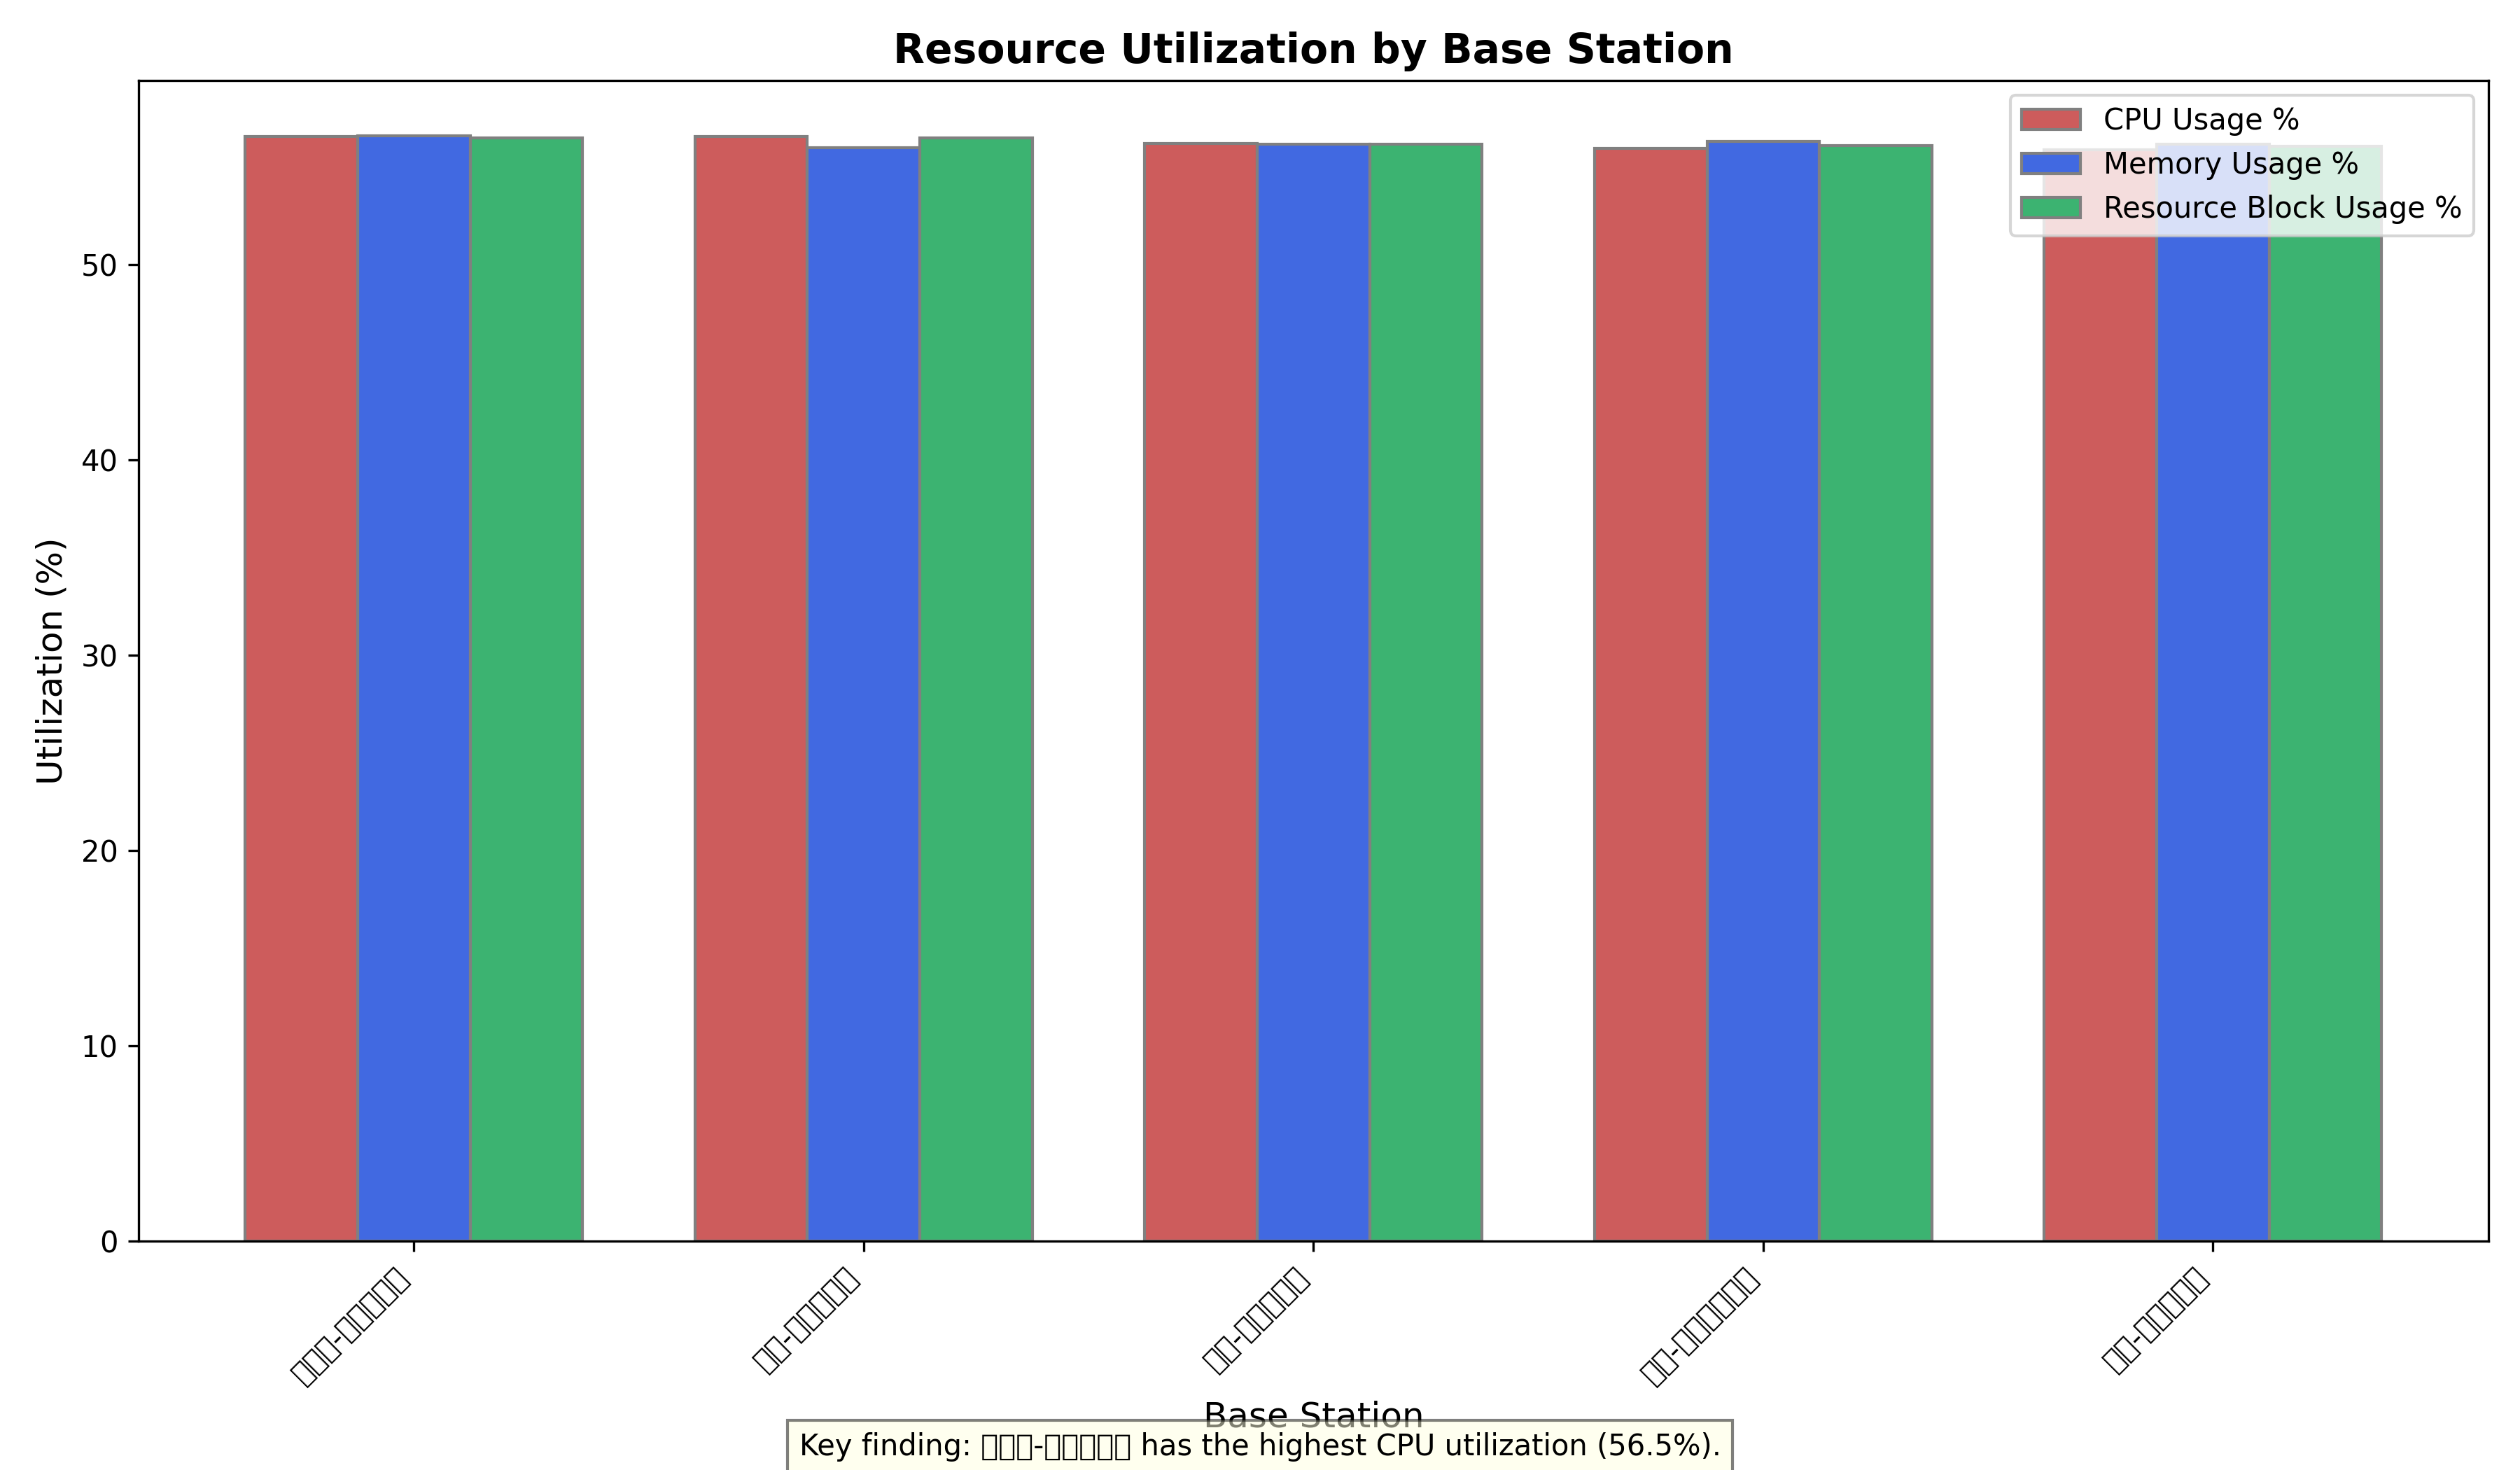 Resource Utilization by Base Station
CPU Usage %
Memory Usage %
Resource Block Usage %
Utilization (%)
50
40
30
20
10
0
Base Station
Key finding: has the highest CPU utilization (56.5%).